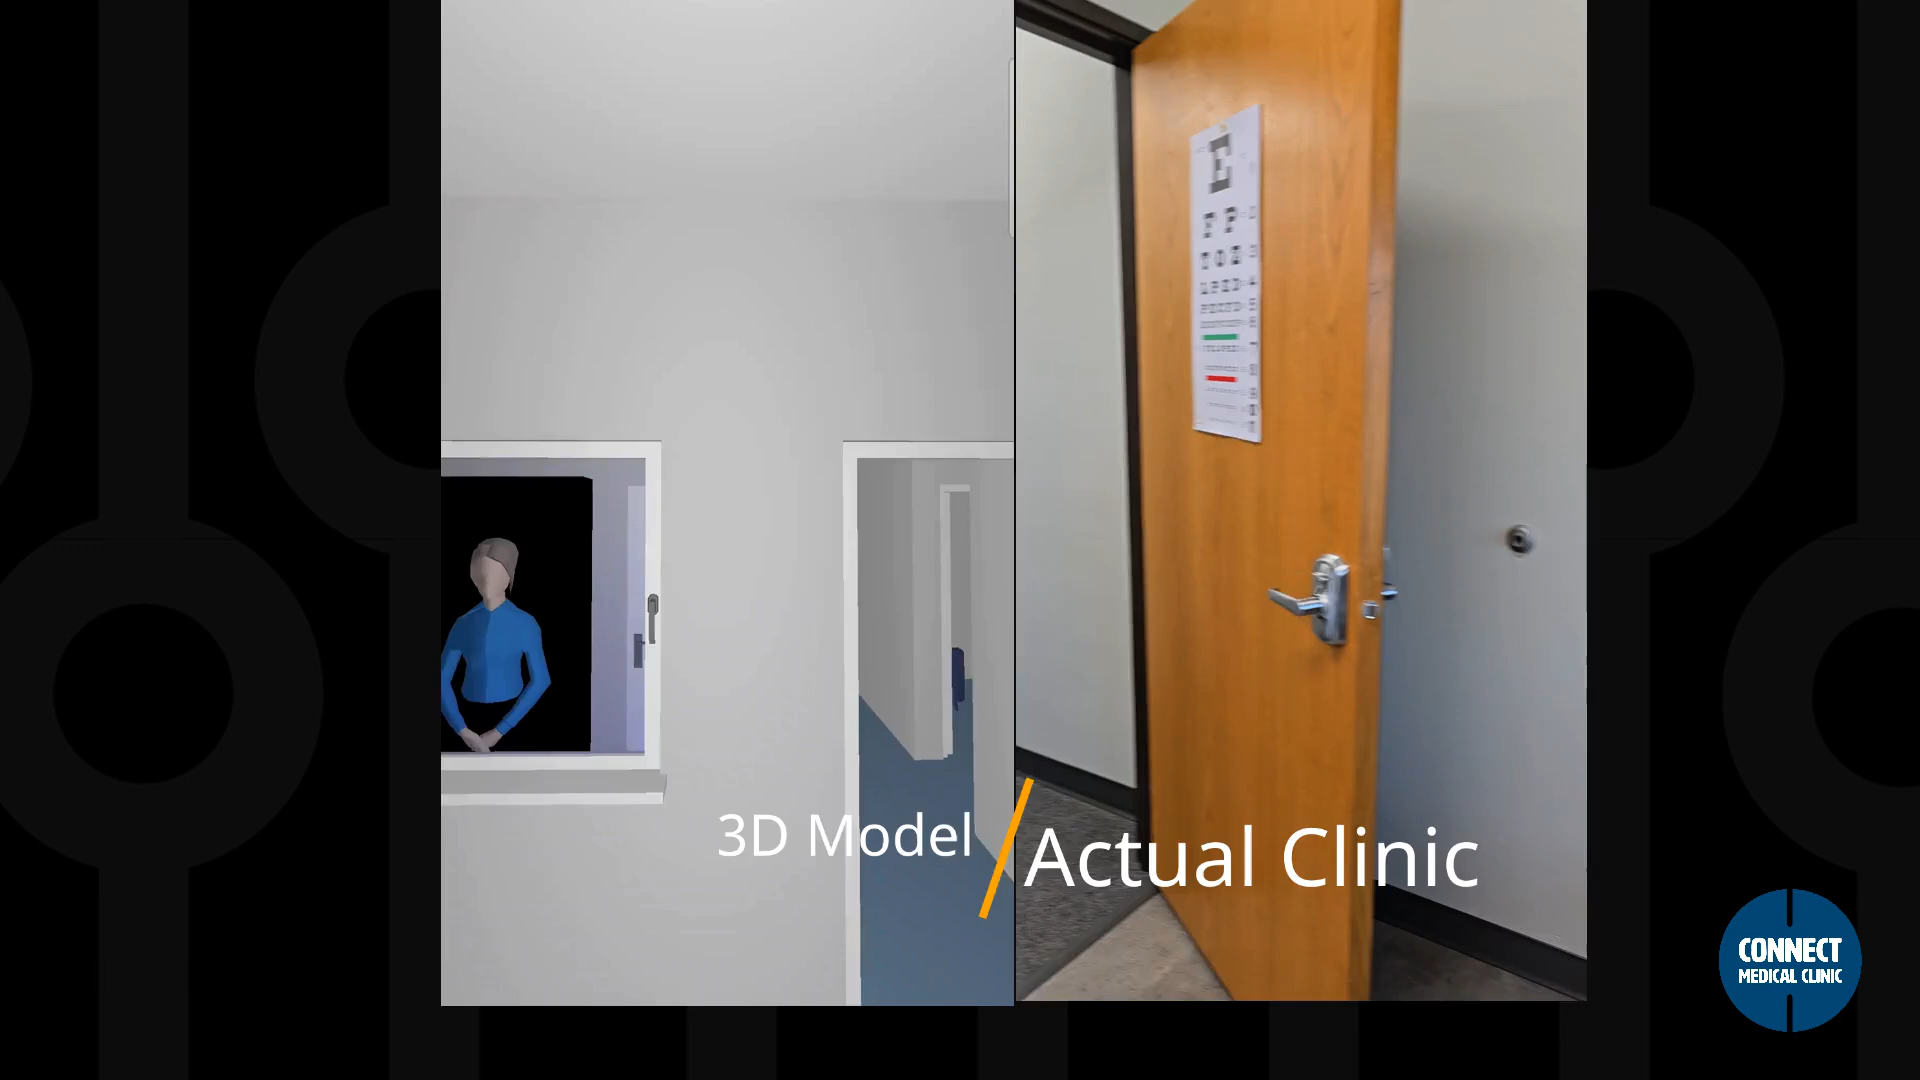 E
F P
T O Z
L P E D
3D Model
Actual Clinic
CONNECT
MEDICAL CLINIC